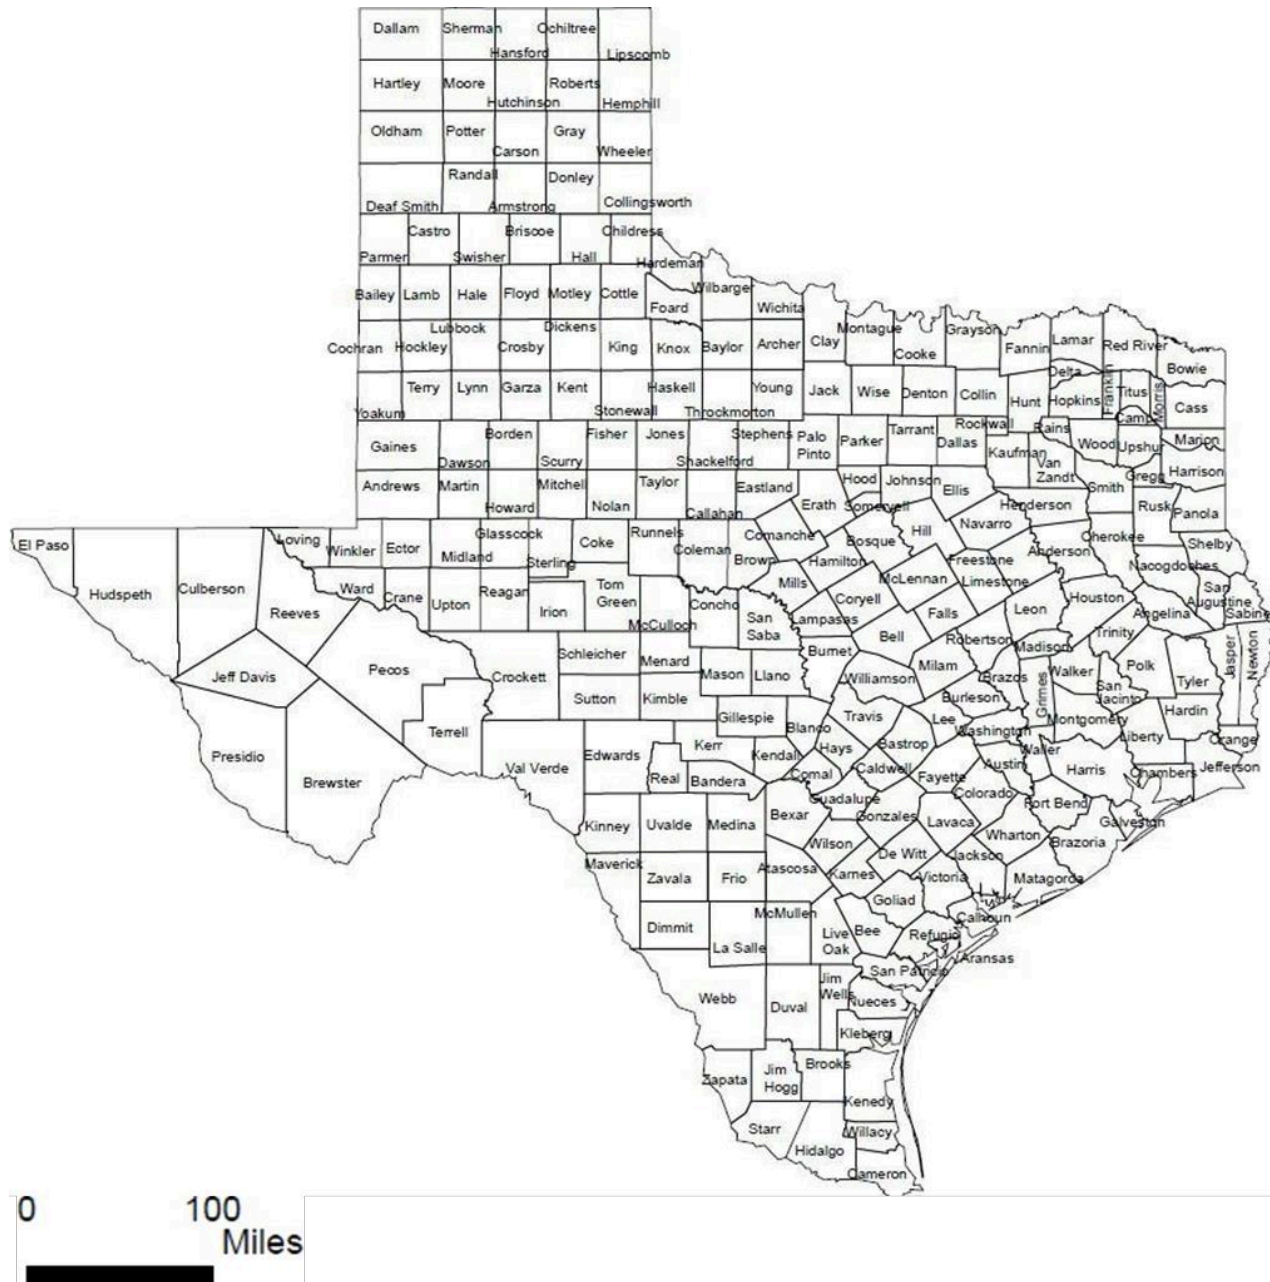 Dallam Sherman Ochiltree
Hansford Lipscomb
Hartley Moore Roberts
Hutchinson Hemphill
Oldham Potter Gray
Carson Wheeler
Randall Donley
Deaf Smith Armstrong Collingsworth
Castro Briscoe Childress
Parmer Swisher Hall Hardeman
Bailey Lamb Hale Floyd Motley Cottle Foard Wilbarger Wichita
Lubbock Dickens Montague Grayson
Cochran Hockley Crosby King Knox Baylor Archer Clay Cooke Fannin Lamar Red River
Delta Bowie
Terry Lynn Garza Kent Haskell Young Jack Wise Denton Collin Hunt Hopkins Franklin Titus Morris Cass
Yoakum Stonewall Throckmorton Rockwall Rains Camp
Gaines Borden Fisher Jones Stephens Palo
Pinto Parker Tarrant Dallas Kaufman Wood Upshur Marion
Dawson Scurry Shackelford Van
Zandt Gregg Harrison
Andrews Martin Mitchell Taylor Eastland Hood Johnson Ellis Smith
Howard Nolan Callahan Erath Somervell Henderson Rusk Panola
El Paso Loving Winkler Ector Midland Glasscock Sterling Coke Runnels Coleman Brown Comanche Bosque Hill Navarro Cherokee Shelby
Hamilton Freestone Anderson Nacogdoches
Hudspeth Culberson Reeves Ward Crane Upton Reagan Irion Tom
Green Concho Mills McLennan Limestone San
Augustine
Coryell Houston Sabine
McCulloch San
Saba Lampasas Falls Leon Angelina
Bell Robertson Trinity
Schleicher Menard Burnet Madison Jasper Newton
Jeff Davis Pecos Crockett Mason Llano Williamson Milam Brazos Walker Polk Tyler
Sutton Kimble Burleson Grimes San
Jacinto
Terrell Gillespie Blanco Travis Lee Washington Montgomery Hardin
Presidio Val Verde Edwards Kerr Kendall Hays Bastrop Waller Liberty Orange
Brewster Real Bandera Comal Caldwell Fayette Austin Harris Chambers Jefferson
Kinney Uvalde Medina Bexar Guadalupe Gonzales Lavaca Colorado Fort Bend Galveston
Wilson Wharton Brazoria
Maverick Zavala Frio Atascosa Karnes De Witt Victoria Jackson Matagorda
Goliad
Dimmit La Salle McMullen Live
Oak Bee Refugio Calhoun
Aransas
Webb Duval Jim
Wells San Patricio
Nueces
Kleberg
Zapata Jim
Hogg Brooks
Kenedy
Starr Hidalgo Willacy
Cameron
0 100
Miles